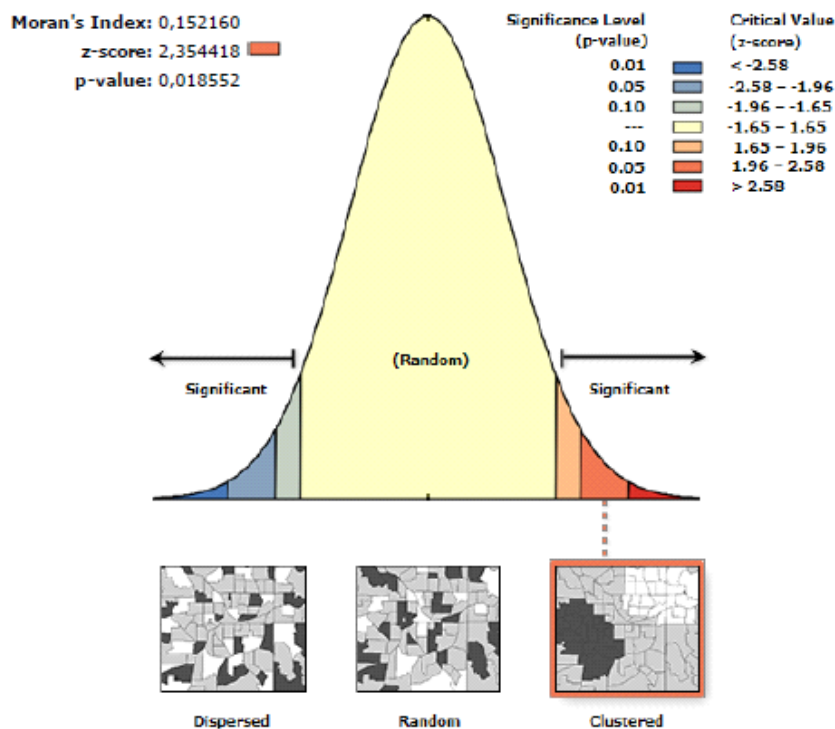 Moran's Index: 0,152160
z-score: 2,354418
p-value: 0,018552
Significance Level
(p-value)
Critical Value
(z-score)
0.01 < -2.58
0.05 -2.58 – -1.96
0.10 -1.96 – -1.65
--- -1.65 – 1.65
0.10 1.65 – 1.96
0.05 1.96 – 2.58
0.01 > 2.58
Significant
(Random)
Significant
Dispersed
Random
Clustered